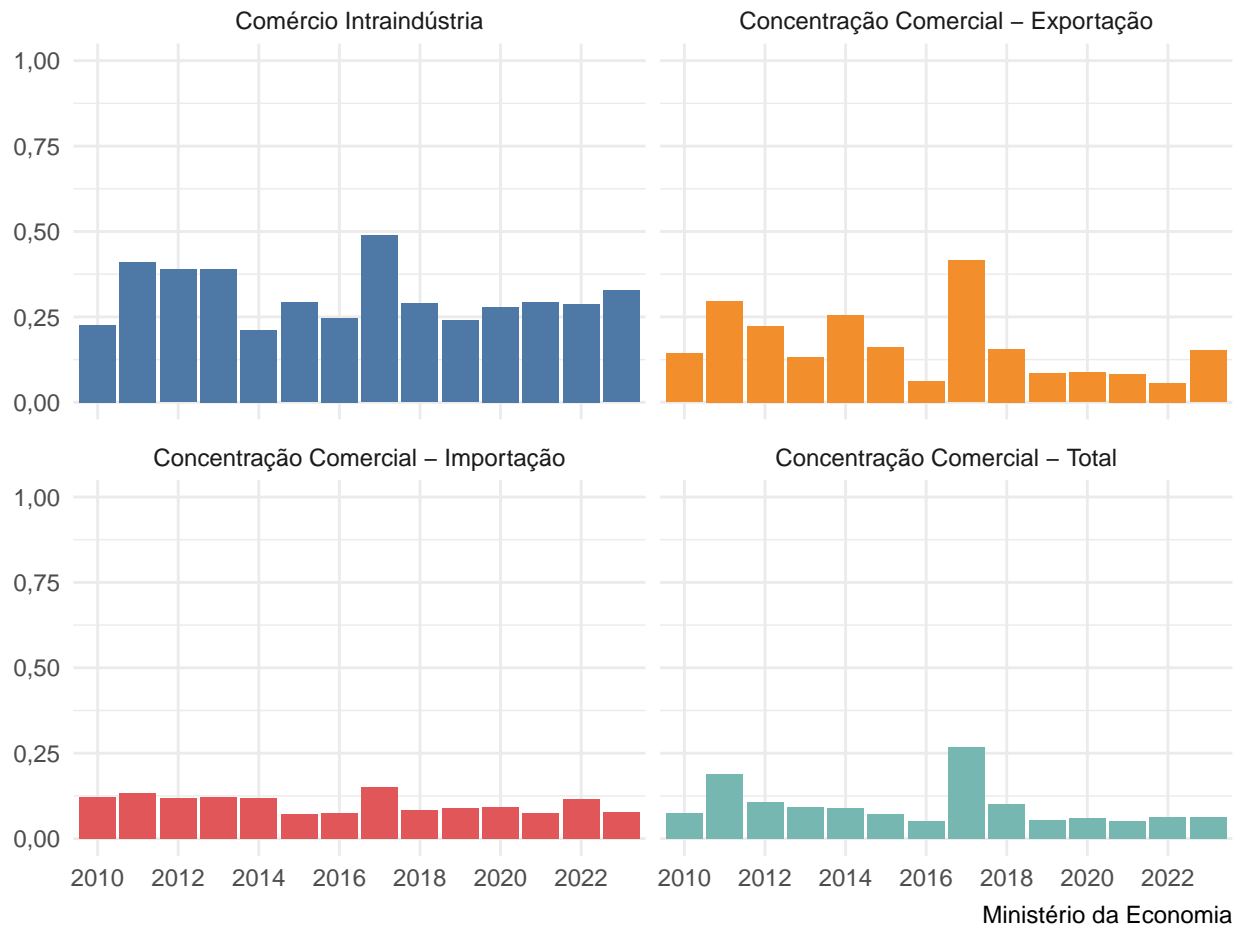 Comércio Intraindústria
Concentração Comercial – Exportação
1,00
0,75
0,50
0,25
0,00
Concentração Comercial – Importação
Concentração Comercial – Total
1,00
0,75
0,50
0,25
0,00
2010 2012 2014 2016 2018 2020 2022
2010 2012 2014 2016 2018 2020 2022
Ministério da Economia